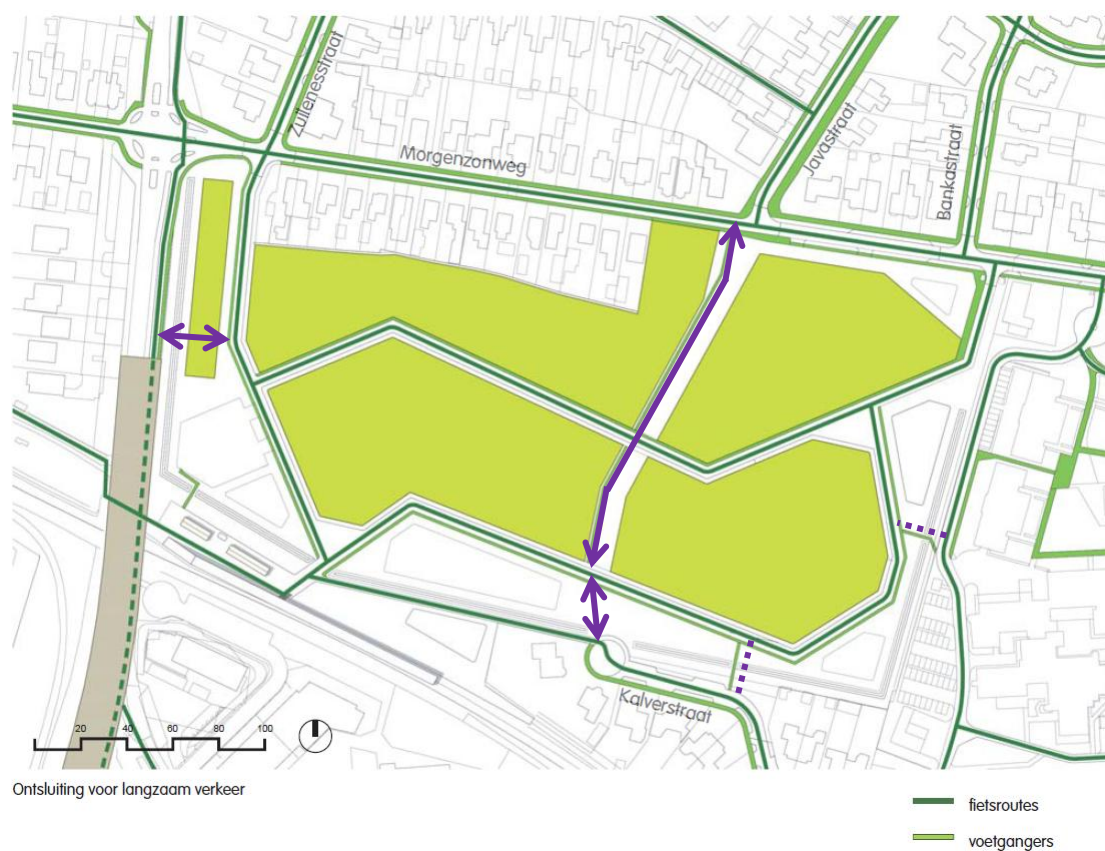 Zuilenesstraat
Morgenzonweg
Javastraat
Bankastraat
Kalverstraat
20 40 60 80 100
Ontsluiting voor langzaam verkeer
fietsroutes
voetgangers